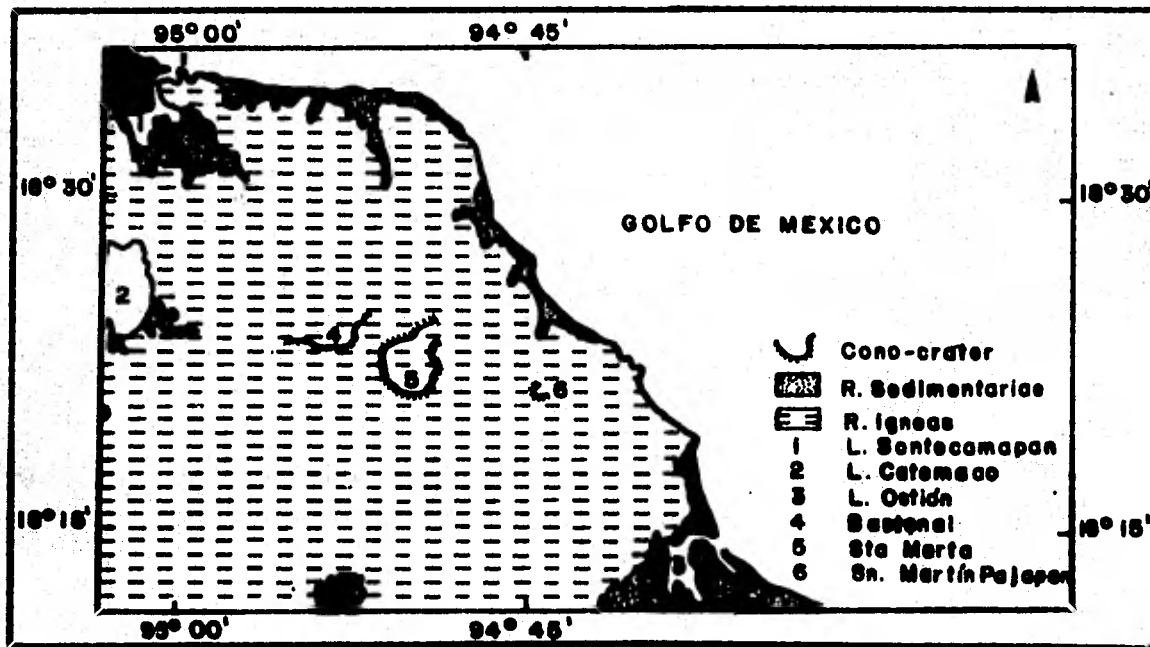 95° 00' 94° 45'
18° 30' 18° 30'
GOLFO DE MEXICO
2
4
5
6
Cono-crater
R. Sedimentarias
R. Igneas
1 L. Sontecomapan
2 L. Catemaco
3 L. Ostión
4 Bastonal
5 Sta Marta
6 Sn. Martín Pajapan
18° 15' 18° 15'
3
95° 00' 94° 45'